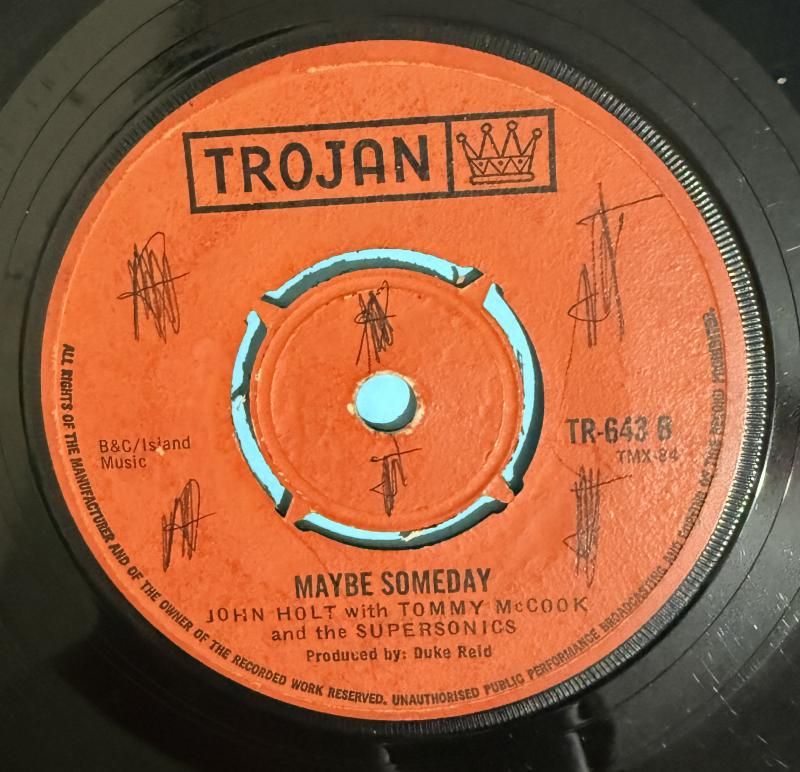 TROJAN
B&C/Island
Music
TR-643 B
TMX-84
MAYBE SOMEDAY
JOHN HOLT with TOMMY McCOOK
and the SUPERSONICS
Produced by: Duke Reid
ALL RIGHTS OF THE MANUFACTURER AND OF THE OWNER OF THE RECORDED WORK RESERVED. UNAUTHORISED PUBLIC PERFORMANCE BROADCASTING AND COPYING OF THE RECORD PROHIBITED.